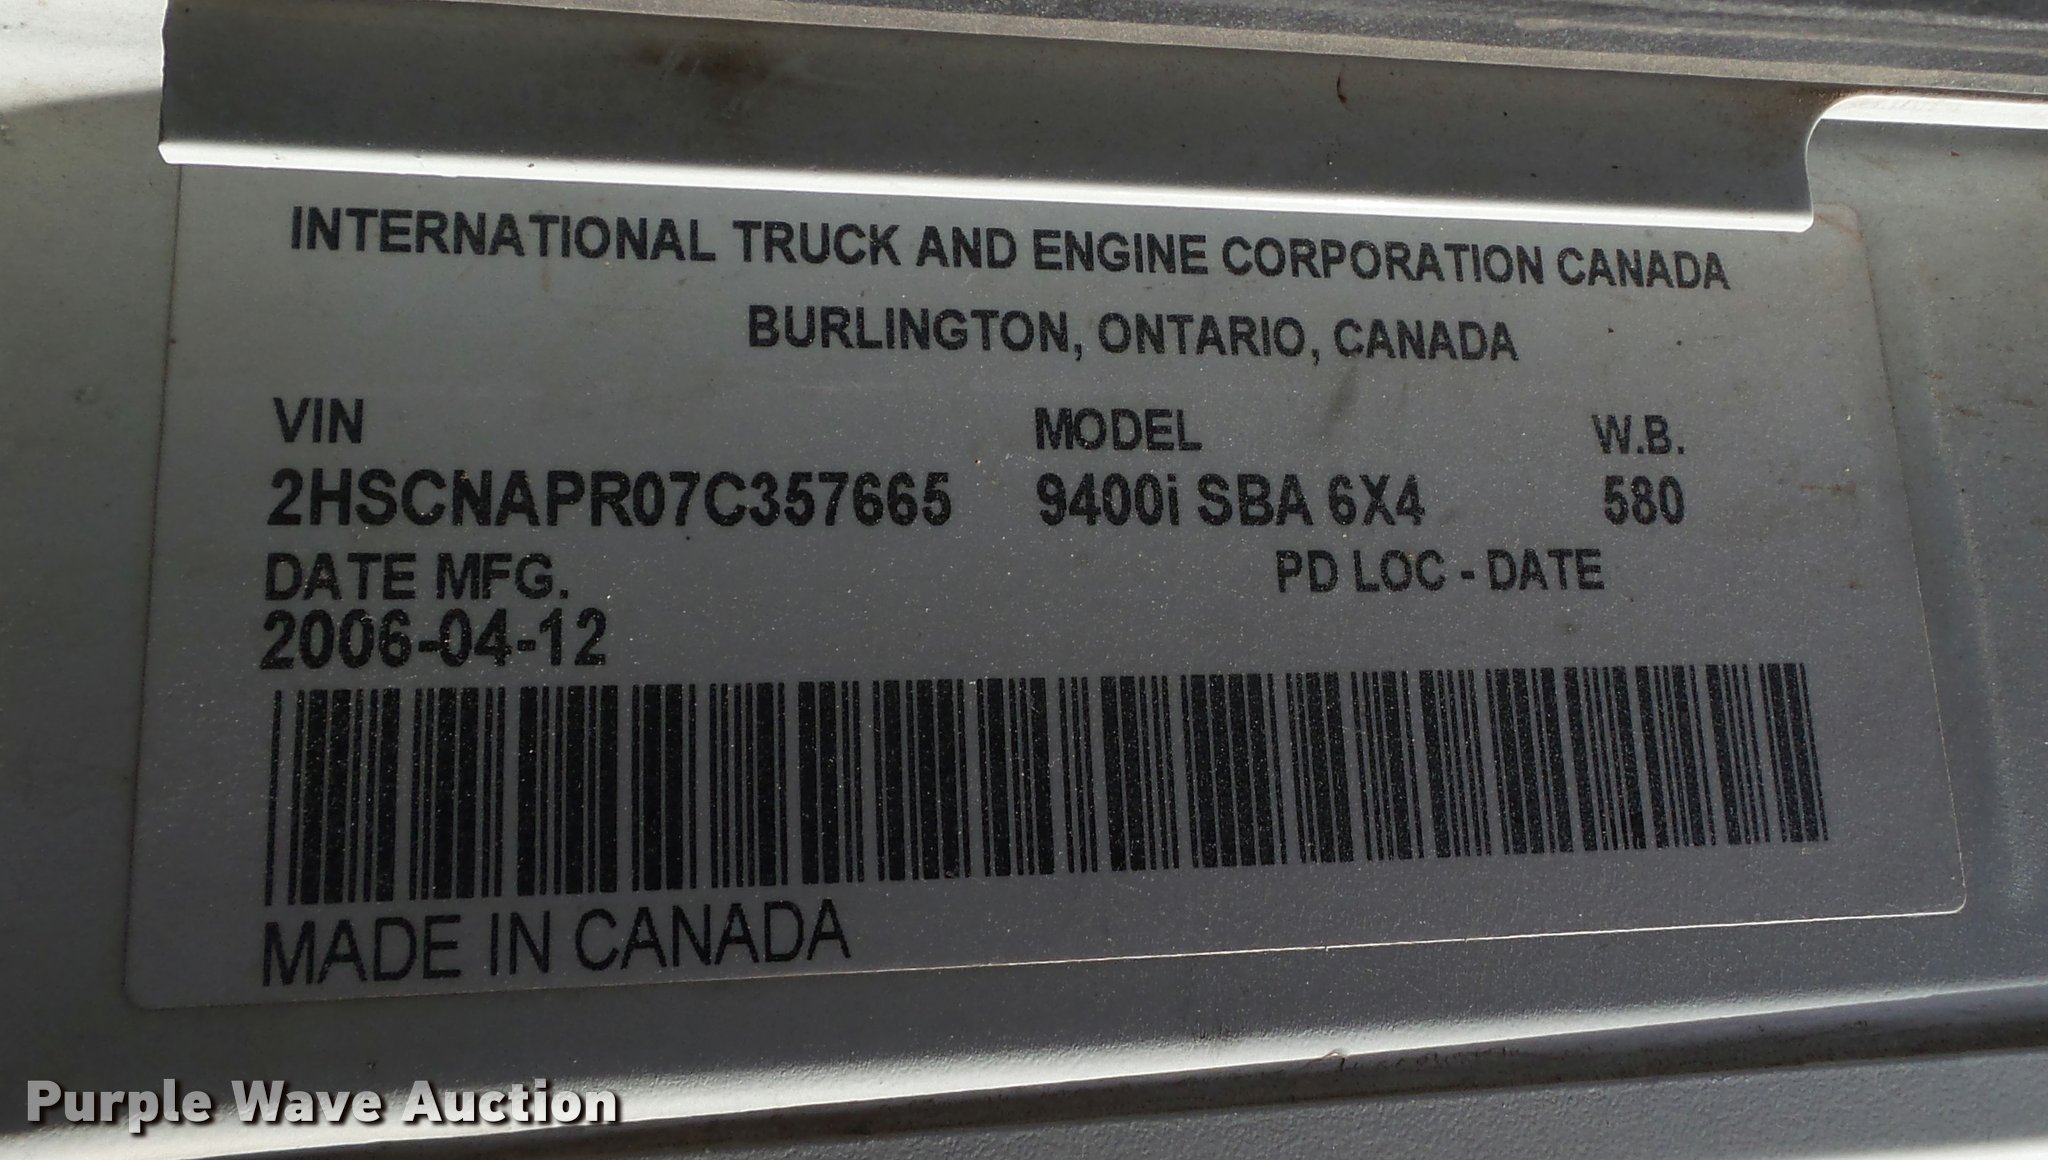 INTERNATIONAL TRUCK AND ENGINE CORPORATION CANADA
BURLINGTON, ONTARIO, CANADA
VIN MODEL W.B.
2HSCNAPR07C357665 9400i SBA 6X4 580
DATE MFG. PD LOC - DATE
2006-04-12
MADE IN CANADA
Purple Wave Auction